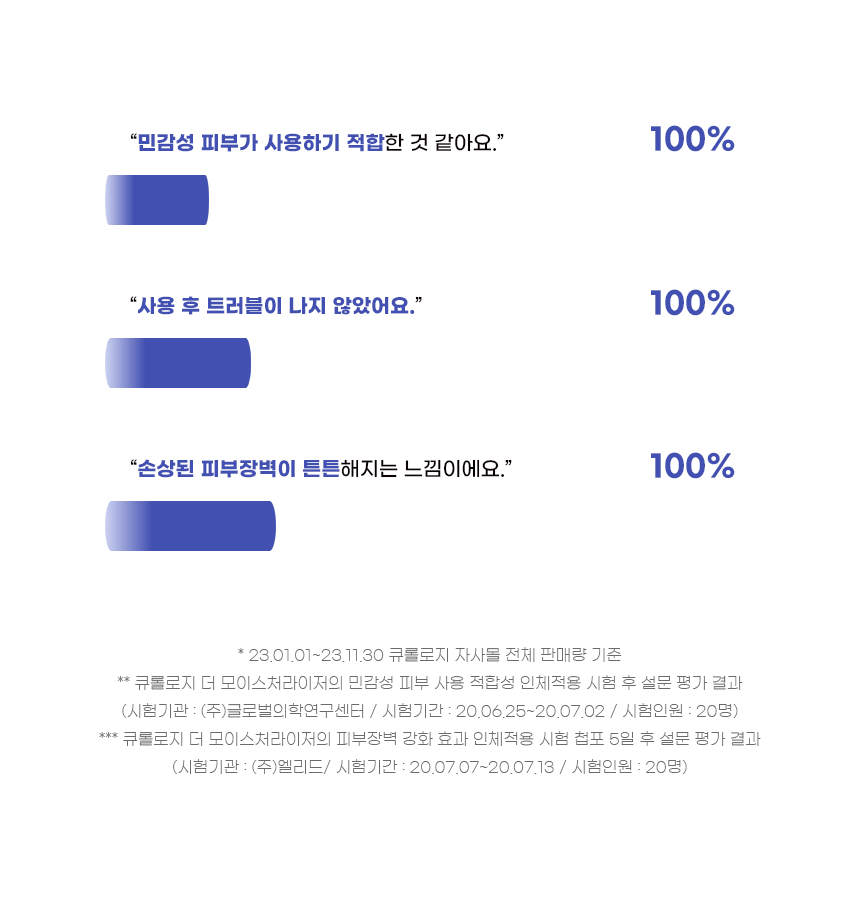 “민감성 피부가 사용하기 적합한 것 같아요.” 100%
“사용 후 트러블이 나지 않았어요.” 100%
“손상된 피부장벽이 튼튼해지는 느낌이에요.” 100%
* 23.01.01~23.11.30 큐롤로지 자사몰 전체 판매량 기준
** 큐롤로지 더 모이스처라이저의 민감성 피부 사용 적합성 인체적용 시험 후 설문 평가 결과
(시험기관 : (주)글로벌의학연구센터 / 시험기간 : 20.06.25~20.07.02 / 시험인원 : 20명)
*** 큐롤로지 더 모이스처라이저의 피부장벽 강화 효과 인체적용 시험 첩포 5일 후 설문 평가 결과
(시험기관 : (주)엘리드/ 시험기간 : 20.07.07~20.07.13 / 시험인원 : 20명)